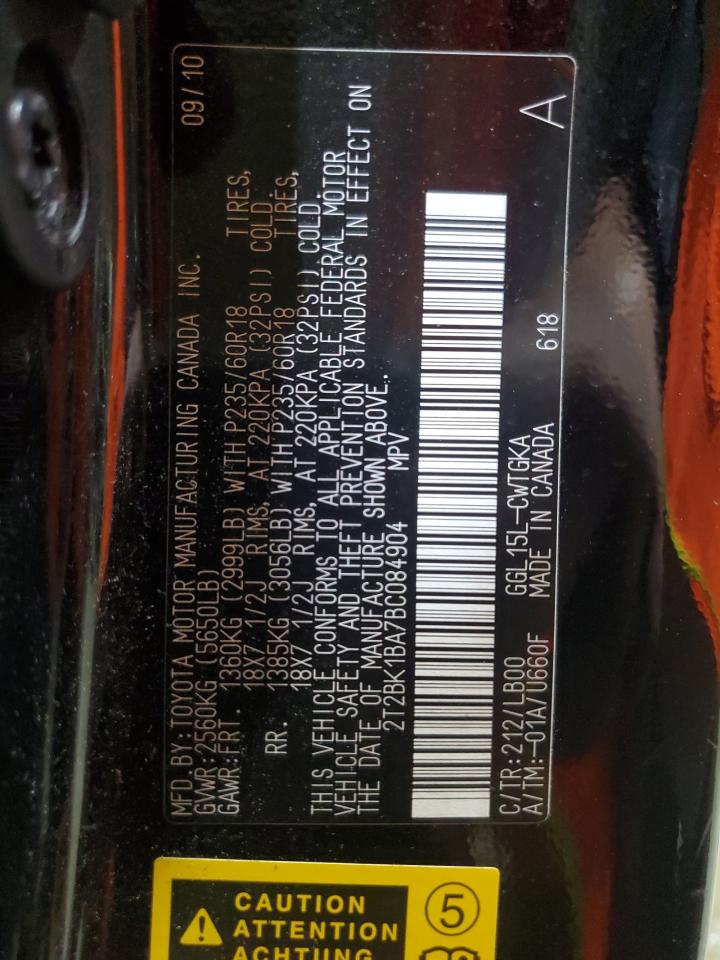 MFD.BY:TOYOTA MOTOR MANUFACTURING CANADA INC. 09/10
GVWR:2560KG (5650LB)
GAWR:FRT. 1360KG (2999LB) WITH P235/60R18 TIRES,
18X7 1/2J RIMS, AT 220KPA (32PSI) COLD
RR. 1385KG (3056LB) WITH P235/60R18 TIRES,
18X7 1/2J RIMS, AT 220KPA (32PSI) COLD.
THIS VEHICLE CONFORMS TO ALL APPLICABLE FEDERAL MOTOR
VEHICLE SAFETY AND THEFT PREVENTION STANDARDS IN EFFECT ON
THE DATE OF MANUFACTURE SHOWN ABOVE.
2T2BK1BA7BC084904 MPV
C/TR:212/LB00 GGL15L-CWTGKA 618 A
A/TM:-01A/U660F MADE IN CANADA
CAUTION
ATTENTION
ACHTUNG
5